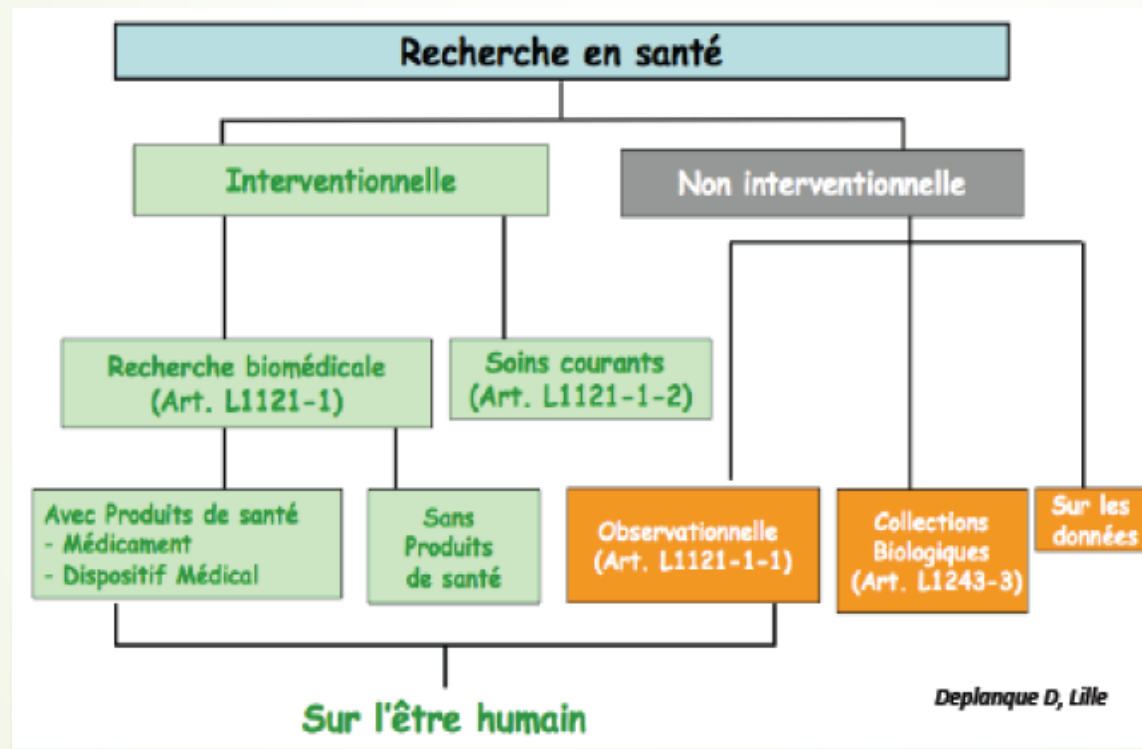 Recherche en santé
Interventionnelle
Non interventionnelle
Recherche biomédicale
(Art. L1121-1)
Soins courants
(Art. L1121-1-2)
Avec Produits de santé
- Médicament
- Dispositif Médical
Sans
Produits
de santé
Observationnelle
(Art. L1121-1-1)
Collections
Biologiques
(Art. L1243-3)
Sur les
données
Sur l'être humain
Deplanque D, Lille